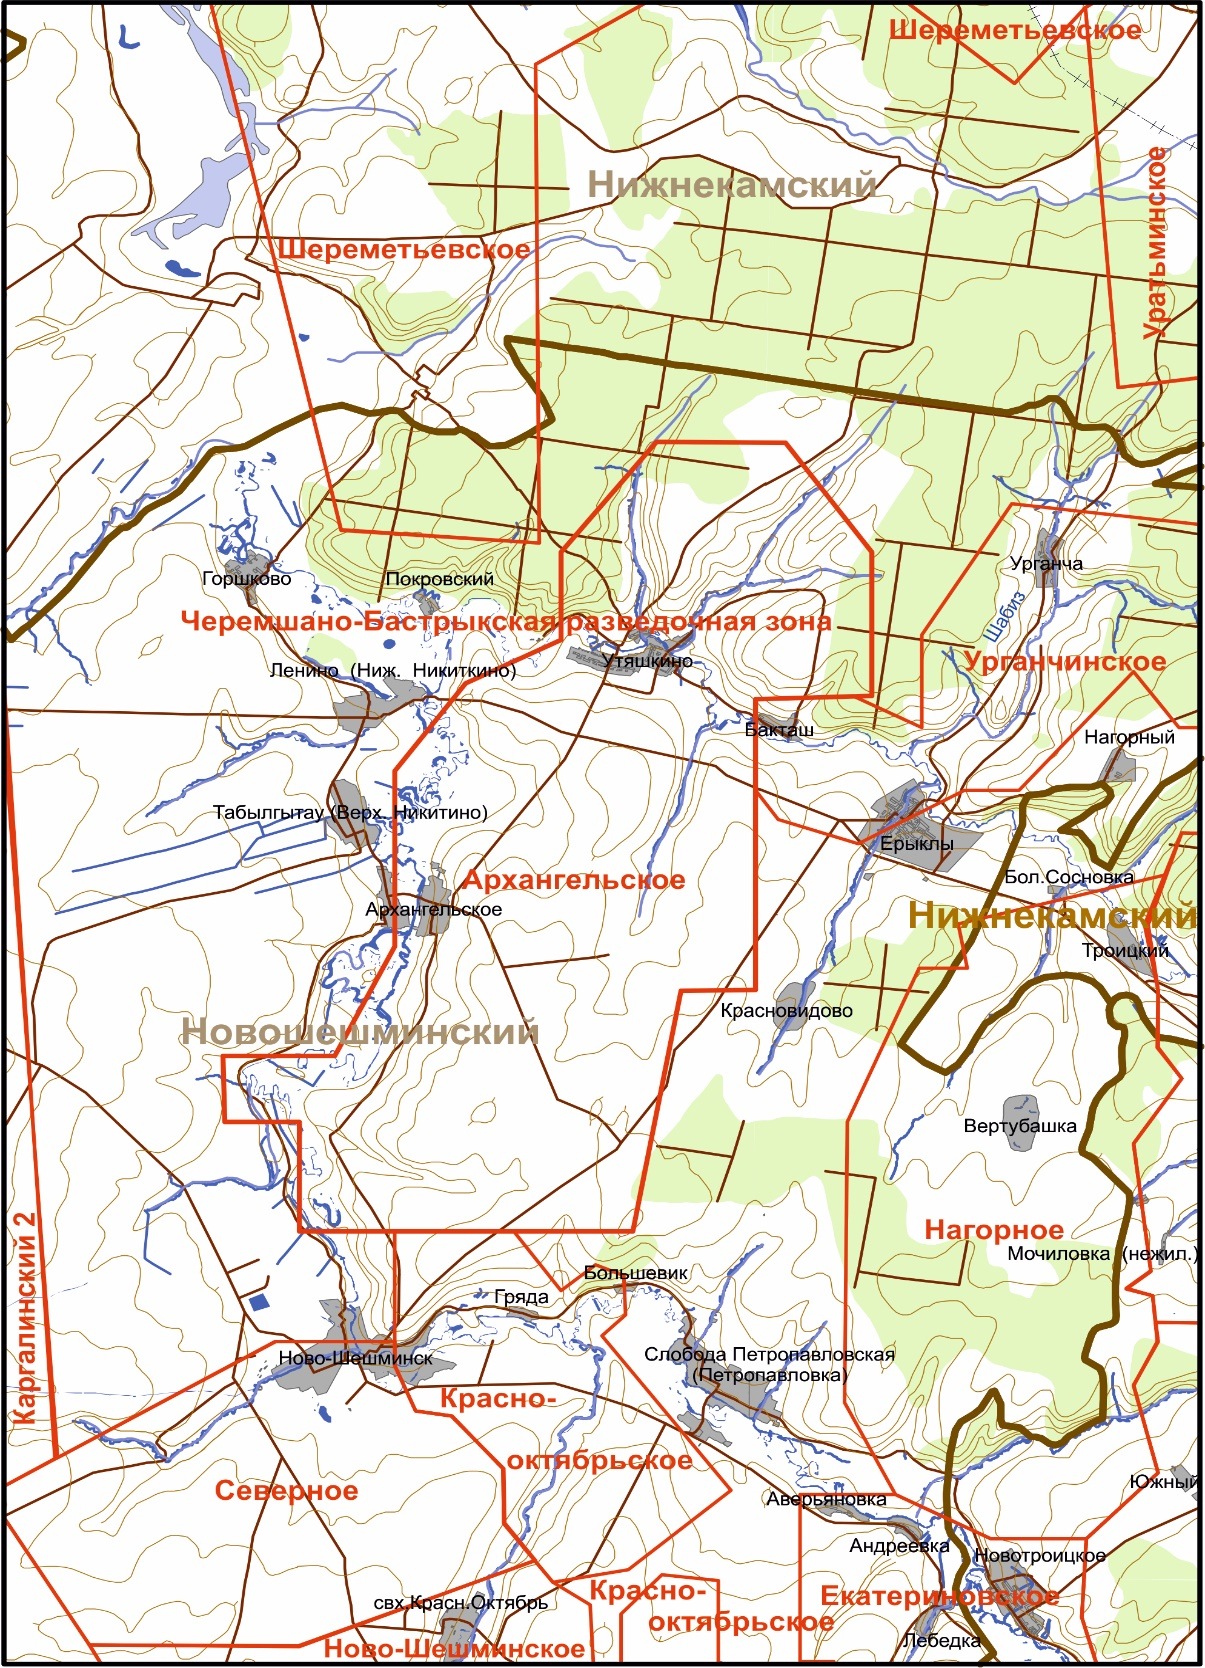 Шереметьевское
Уратьминское
Нижнекамский
Шереметьевское
Урганча
Горшково
Покровский
Шабиз
Черемшано-Бастрыкская разведочная зона
Утяшкино
Урганчинское
Ленино (Ниж. Никиткино)
Бакташ
Нагорный
Табылгытау (Верх. Никитино)
Ерыклы
Архангельское
Бол.Сосновка
Архангельское
Нижнекамский
Троицкий
Красновидово
Новошешминский
Вертубашка
Нагорное
Мочиловка (нежил.)
Каргалинский 2
Большевик
Гряда
Ново-Шешминск
Слобода Петропавловская
(Петропавловка)
Красно-
октябрьское
Северное
Южный
Аверьяновка
Андреевка
Новотроицкое
Красно-
октябрьское
Екатериновское
свх.Красн.Октябрь
Лебедка
Ново-Шешминское